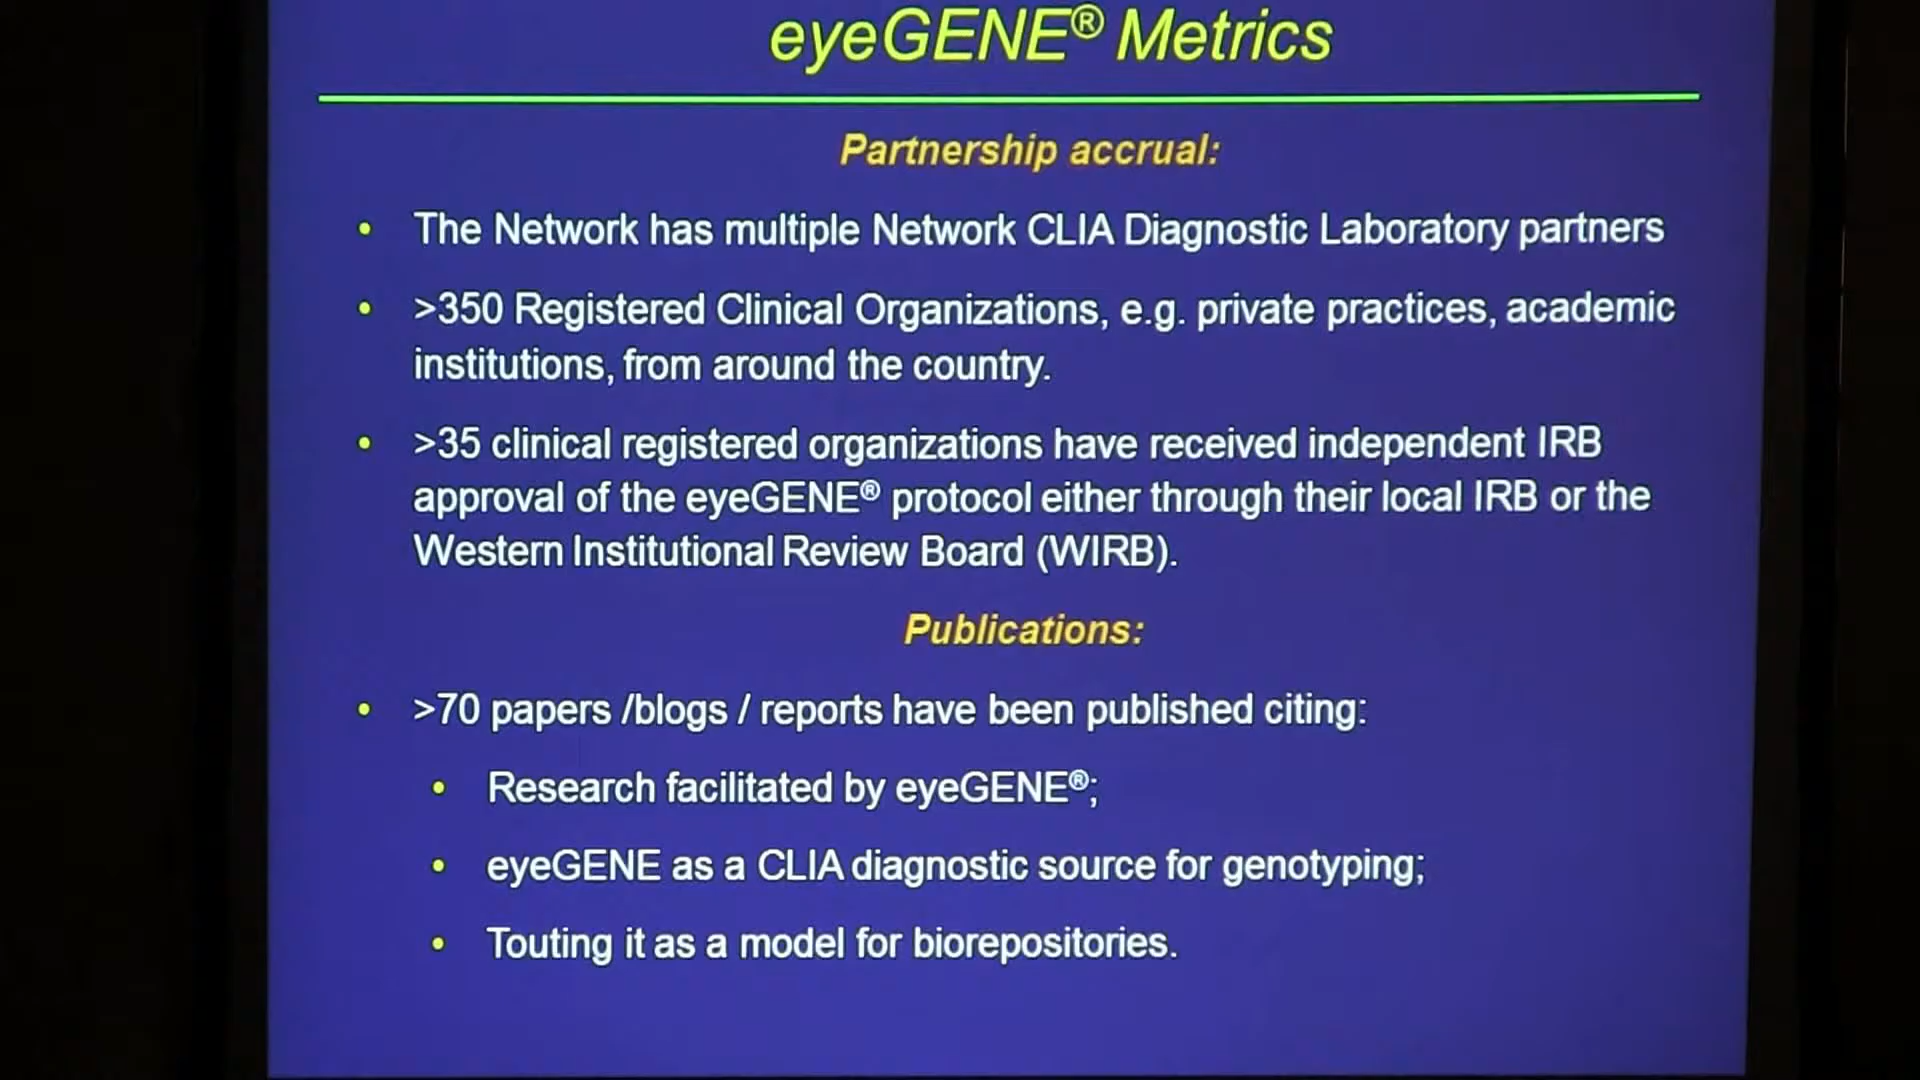 eyeGENE® Metrics
Partnership accrual:
• The Network has multiple Network CLIA Diagnostic Laboratory partners
• >350 Registered Clinical Organizations, e.g. private practices, academic
institutions, from around the country.
• >35 clinical registered organizations have received independent IRB
approval of the eyeGENE® protocol either through their local IRB or the
Western Institutional Review Board (WIRB).
Publications:
• >70 papers /blogs / reports have been published citing:
• Research facilitated by eyeGENE®;
• eyeGENE as a CLIA diagnostic source for genotyping;
• Touting it as a model for biorepositories.